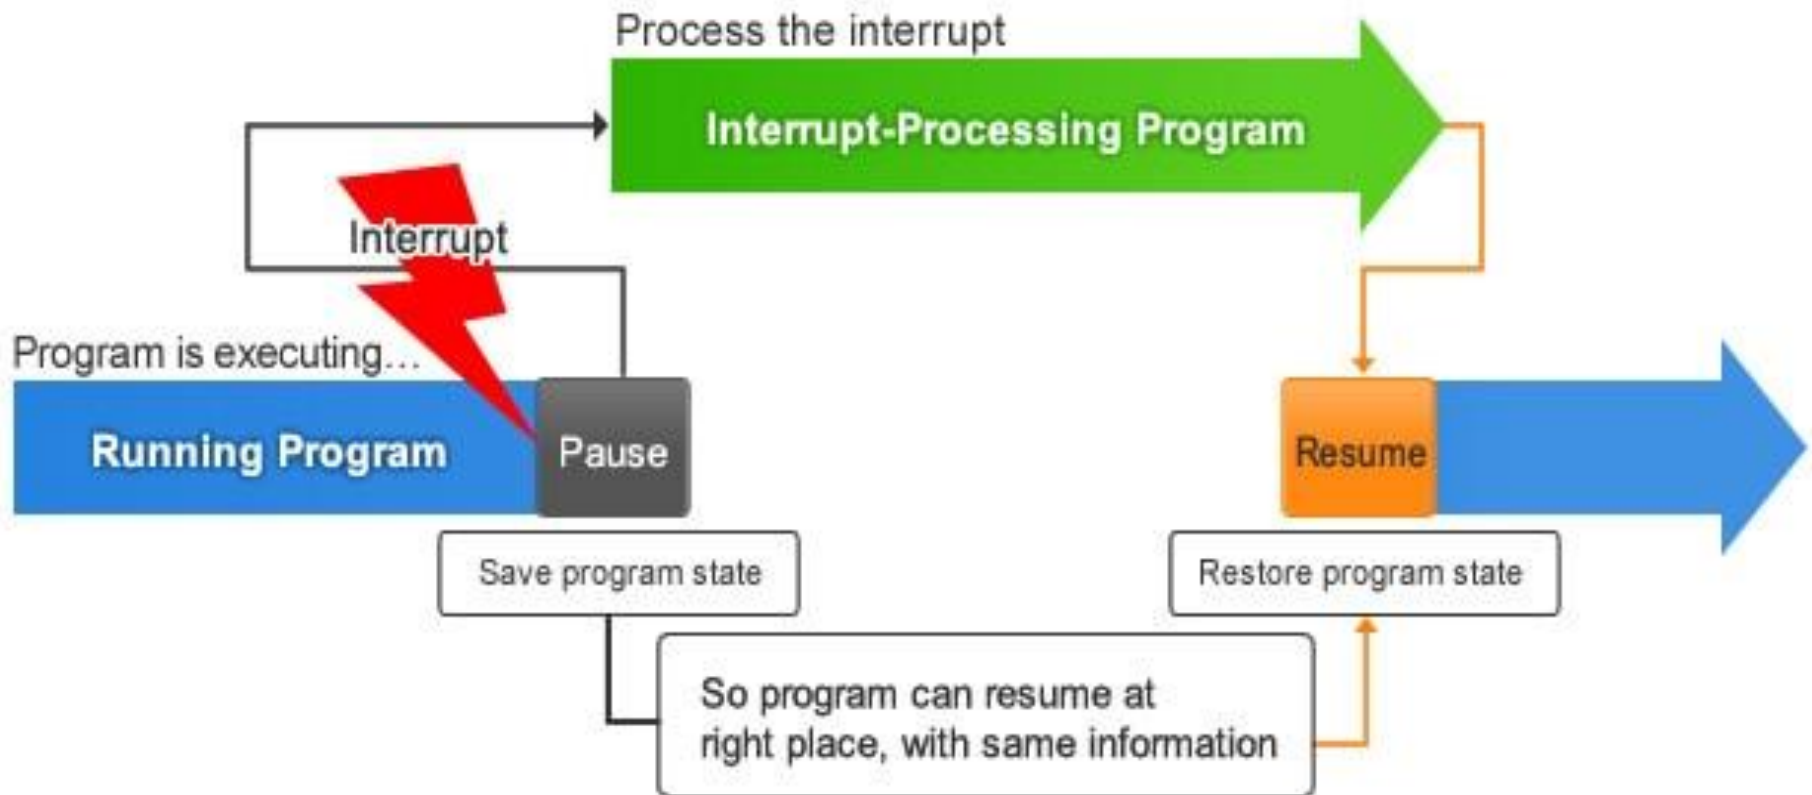 Process the interrupt
Interrupt-Processing Program
Interrupt
Program is executing...
Running Program
Pause
Resume
Save program state
Restore program state
So program can resume at
right place, with same information